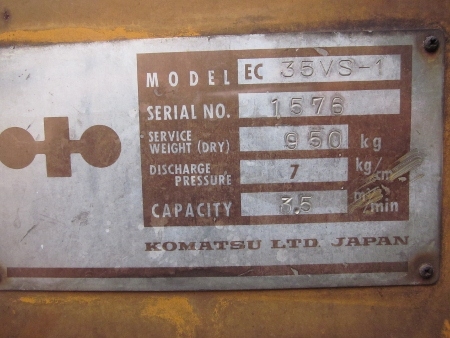 MODEL EC 35VS-1
SERIAL NO. 1576
SERVICE WEIGHT (DRY) 950 kg
DISCHARGE PRESSURE 7 kg/cm
CAPACITY 3.5 /min
KOMATSU LTD. JAPAN